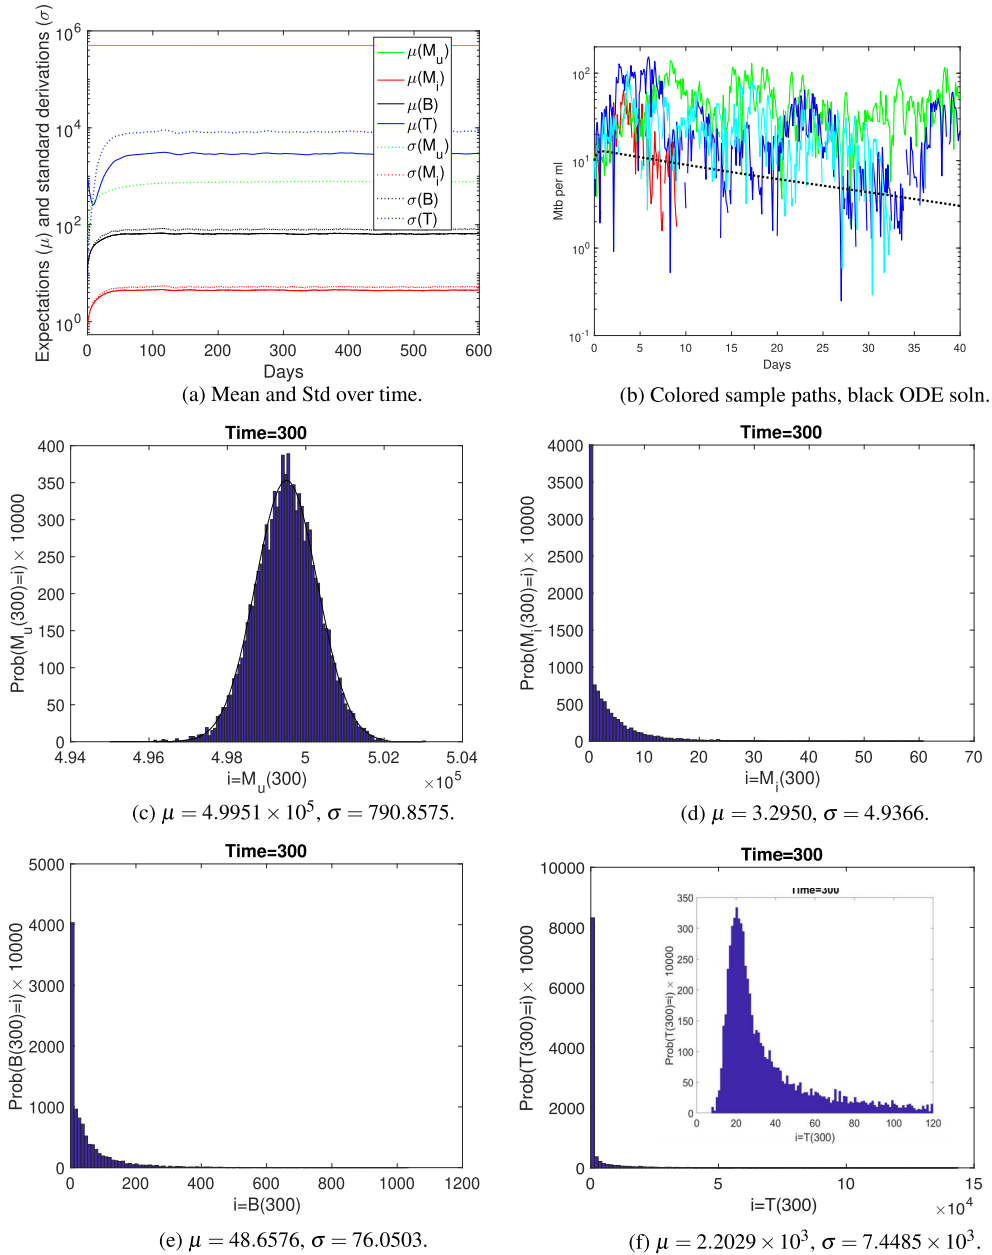 Expectations (μ) and standard derivations (σ)
10^6
10^4
10^2
10^0
0 100 200 300 400 500 600
Days
μ(M_u)
μ(M_i)
μ(B)
μ(T)
σ(M_u)
σ(M_i)
σ(B)
σ(T)
(a) Mean and Std over time.
Mtb per ml
10^2
10^1
10^0
10^-1
0 5 10 15 20 25 30 35 40
Days
(b) Colored sample paths, black ODE soln.
Time=300
Prob(M_u(300)=i) × 10000
400
350
300
250
200
150
100
50
0
4.94 4.96 4.98 5 5.02 5.04
×10^5
i=M_u(300)
(c) μ = 4.9951 × 10^5, σ = 790.8575.
Time=300
Prob(M_i(300)=i) × 10000
4000
3500
3000
2500
2000
1500
1000
500
0
0 10 20 30 40 50 60 70
i=M_i(300)
(d) μ = 3.2950, σ = 4.9366.
Time=300
Prob(B(300)=i) × 10000
5000
4000
3000
2000
1000
0
0 200 400 600 800 1000 1200
i=B(300)
(e) μ = 48.6576, σ = 76.0503.
Time=300
Prob(T(300)=i) × 10000
10000
8000
6000
4000
2000
0
0 5 10 15
×10^4
i=T(300)
Time=300
Prob(T(300)=i) × 10000
350
300
250
200
150
100
50
0
0 20 40 60 80 100 120
i=T(300)
(f) μ = 2.2029 × 10^3, σ = 7.4485 × 10^3.